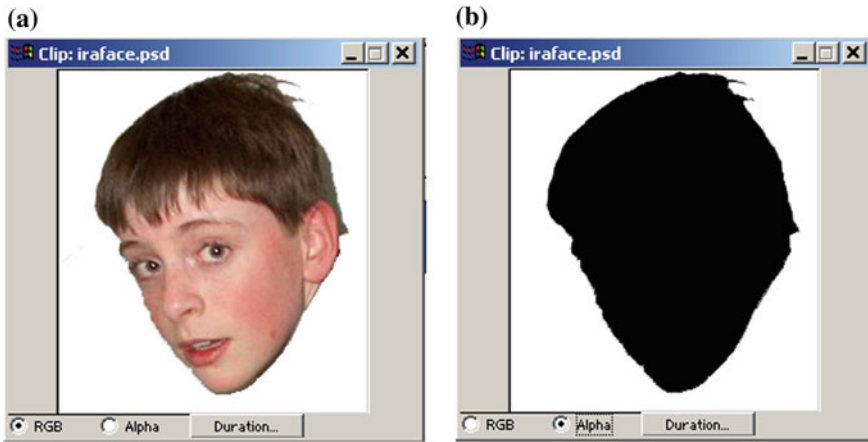 (a)
(b)
Clip: iraface.psd
Clip: iraface.psd
RGB Alpha Duration...
RGB Alpha Duration...